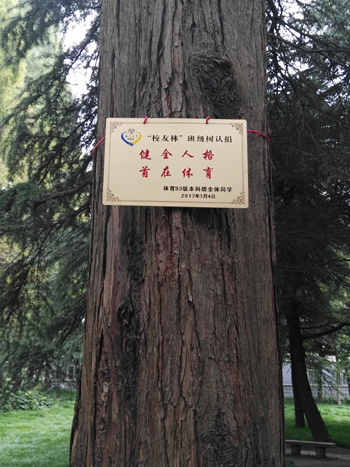 "校友林"班级树认捐
健全人格
首在体育
体育93级本科班全体同学
2017年7月4日